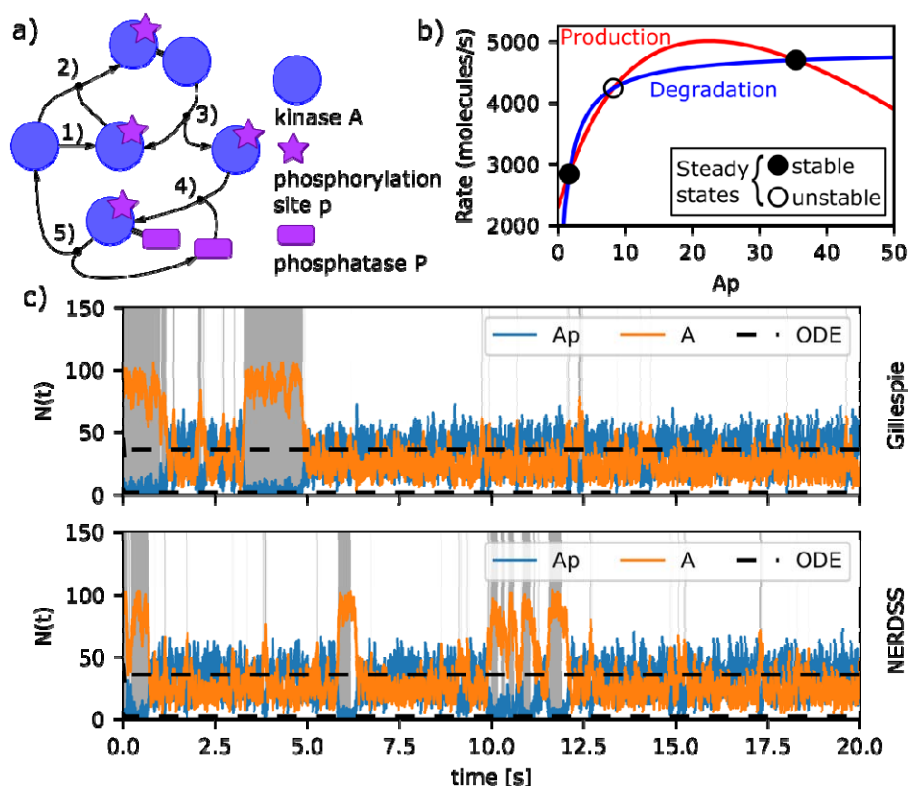 a)
2)
1)
3)
4)
5)
kinase A
phosphorylation
site p
phosphatase P
b)
Production
Degradation
Rate (molecules/s)
5000
4000
3000
2000
Steady
states
stable
unstable
0 10 20 30 40 50
Ap
c)
150
100
50
0
N(t)
Ap A ODE
Gillespie
150
100
50
0
N(t)
Ap A ODE
NERDSS
0.0 2.5 5.0 7.5 10.0 12.5 15.0 17.5 20.0
time [s]